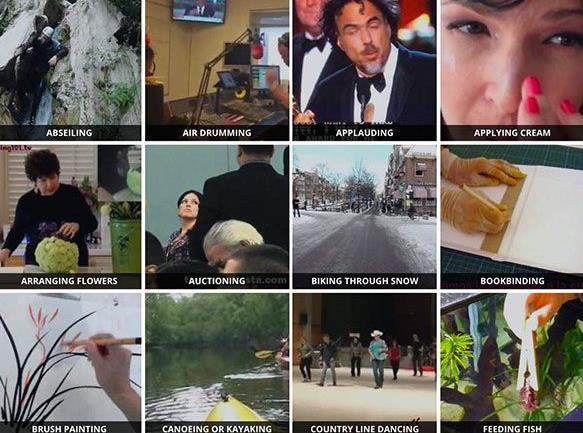 ABSEILING
AIR DRUMMING
APPLAUDING
APPLYING CREAM
ARRANGING FLOWERS
AUCTIONING
BIKING THROUGH SNOW
BOOKBINDING
BRUSH PAINTING
CANOEING OR KAYAKING
COUNTRY LINE DANCING
FEEDING FISH